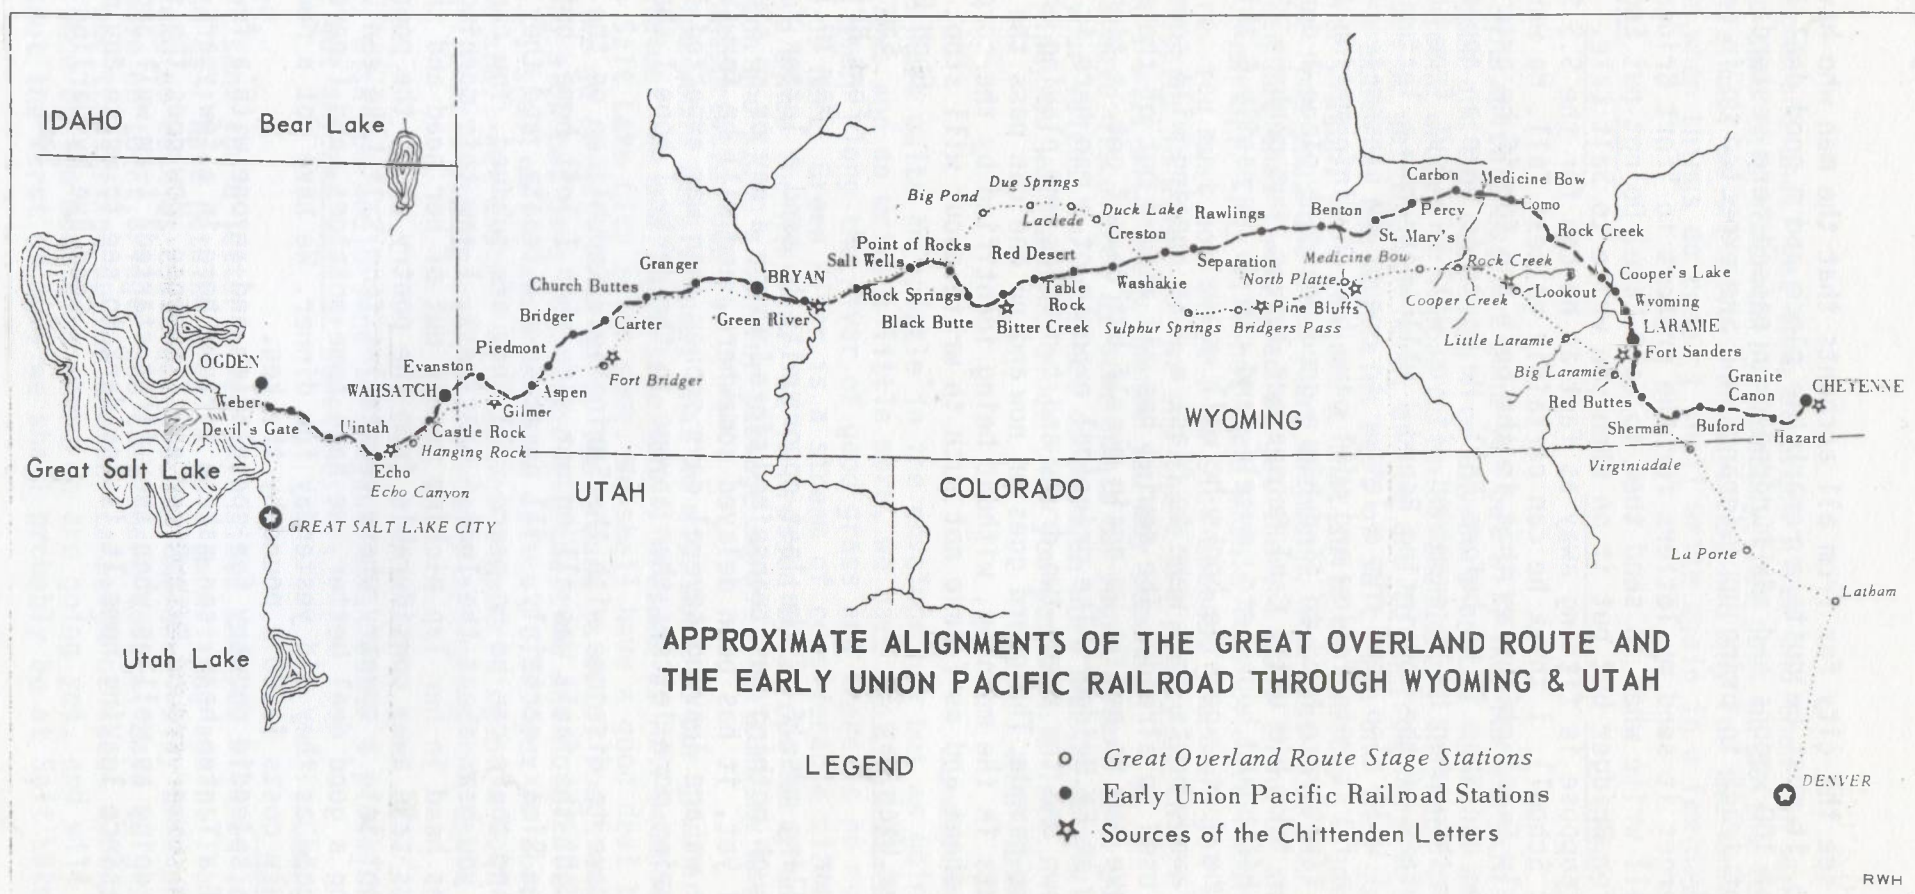 IDAHO
Bear Lake
OGDEN
Weber
Devil's Gate
Uintah
Great Salt Lake
Echo
Echo Canyon
GREAT SALT LAKE CITY
Utah Lake
UTAH
WAHSATCH
Castle Rock
Hanging Rock
Evanston
Gilmer
Aspen
Piedmont
Fort Bridger
Bridger
Carter
Church Buttes
Granger
BRYAN
Green River
Rock Springs
Salt Wells
Point of Rocks
Black Butte
Bitter Creek
Big Pond
Dug Springs
Laclede
Duck Lake
Red Desert
Table
Rock
Creston
Washakie
Rawlings
Separation
Sulphur Springs
Bridgers Pass
Pine Bluffs
North Platte
Medicine Bow
Benton
St. Mary's
Percy
Carbon
Medicine Bow
Como
Rock Creek
Rock Creek
Cooper Creek
Lookout
Cooper's Lake
Wyoming
LARAMIE
Little Laramie
Fort Sanders
Big Laramie
Red Buttes
Sherman
Buford
Granite
Canon
Hazard
CHEYENNE
WYOMING
COLORADO
Virginiadale
La Porte
Latham
DENVER
APPROXIMATE ALIGNMENTS OF THE GREAT OVERLAND ROUTE AND
THE EARLY UNION PACIFIC RAILROAD THROUGH WYOMING & UTAH
LEGEND
Great Overland Route Stage Stations
Early Union Pacific Railroad Stations
Sources of the Chittenden Letters
RWH